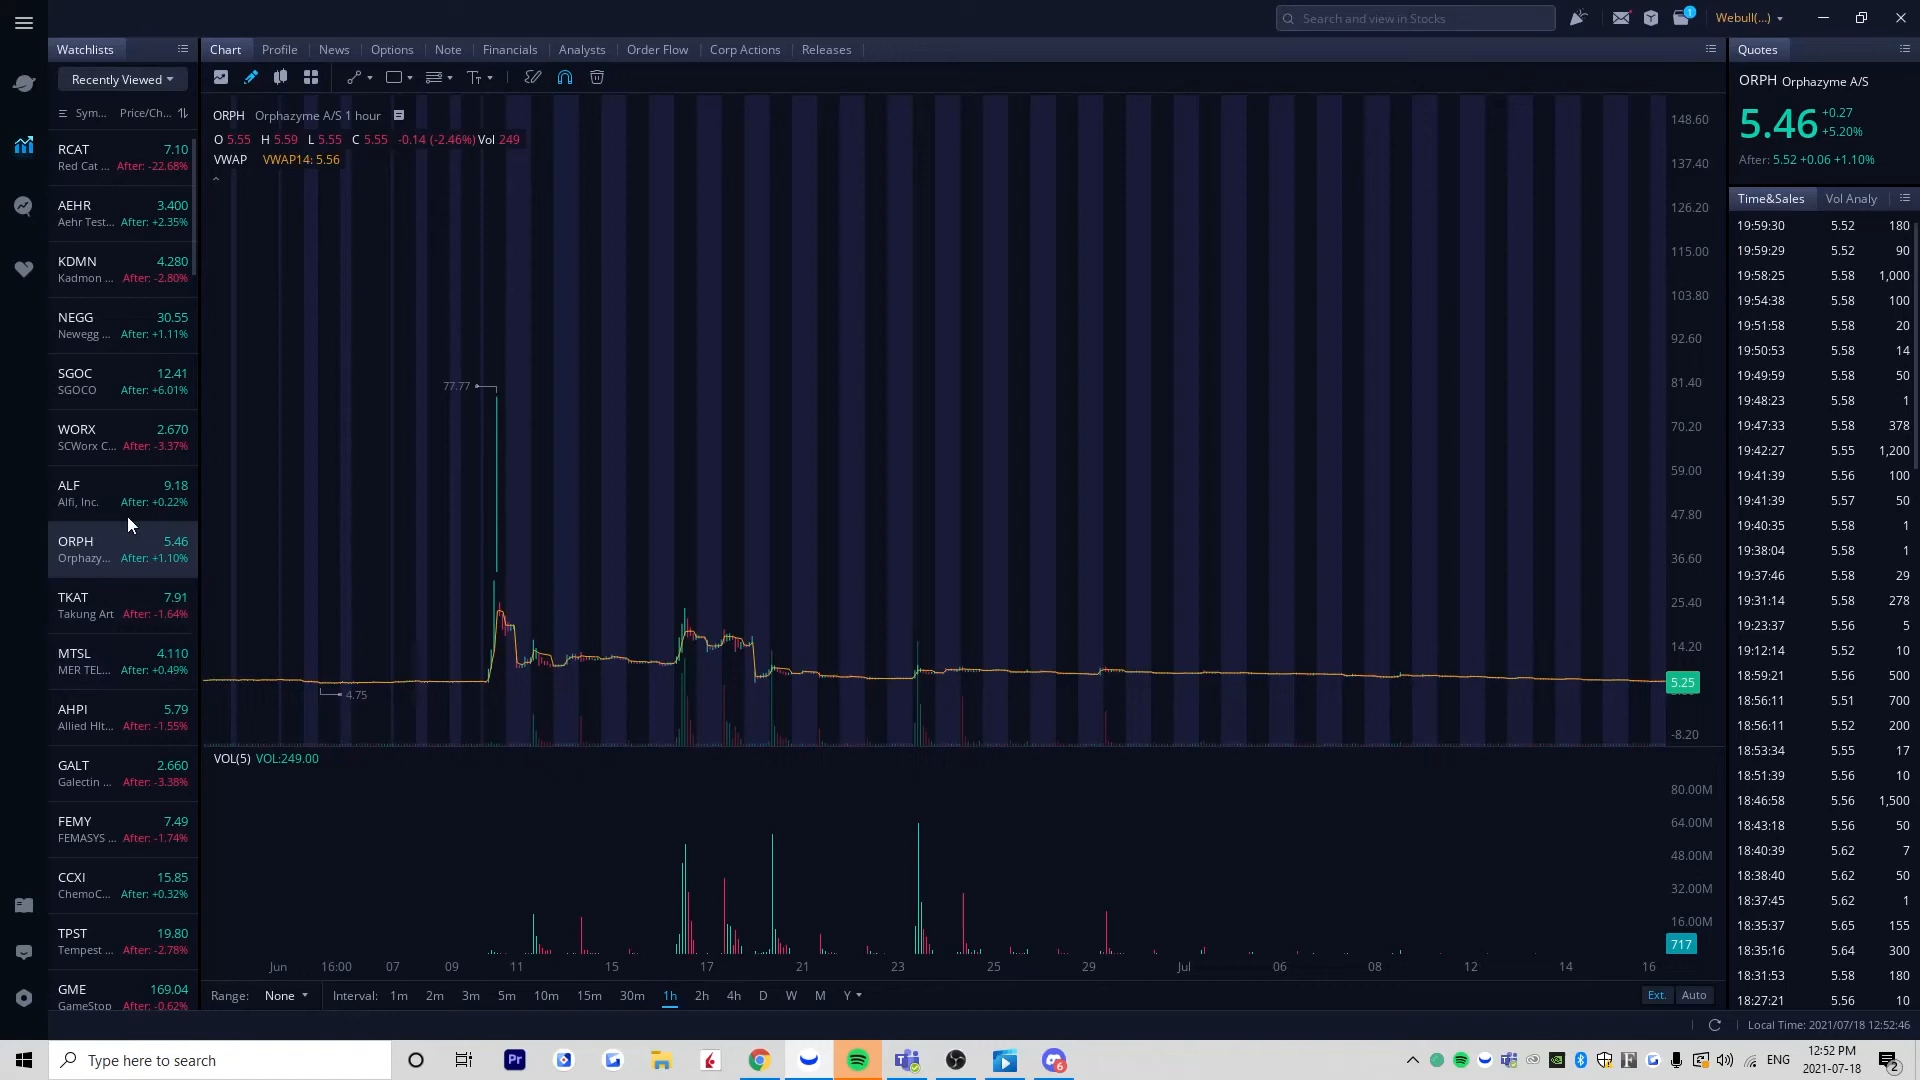 Search and view in Stocks
1
Webull(...)
Watchlists
Chart Profile News Options Note Financials Analysts Order Flow Corp Actions Releases
Quotes
Recently Viewed
Sym... Price/Ch...
RCAT 7.10
Red Cat ... After: -22.68%
AEHR 3.400
Aehr Test... After: +2.35%
KDMN 4.280
Kadmon ... After: -2.80%
NEGG 30.55
Newegg ... After: +1.11%
SGOC 12.41
SGOCO After: +6.01%
WORX 2.670
SCWorx C... After: -3.37%
ALF 9.18
Alfi, Inc. After: +0.22%
ORPH 5.46
Orphazy... After: +1.10%
TKAT 7.91
Takung Art After: -1.64%
MTSL 4.110
MER TEL... After: +0.49%
AHPI 5.79
Allied Hlt... After: -1.55%
GALT 2.660
Galectin ... After: -3.38%
FEMY 7.49
FEMASYS ... After: -1.74%
CCXI 15.85
ChemoC... After: +0.32%
TPST 19.80
Tempest ... After: -2.78%
GME 169.04
GameStop After: -0.62%
ORPH Orphazyme A/S 1 hour
O 5.55 H 5.59 L 5.55 C 5.55 -0.14 (-2.46%) Vol 249
VWAP VWAP14: 5.56
77.77
4.75
148.60
137.40
126.20
115.00
103.80
92.60
81.40
70.20
59.00
47.80
36.60
25.40
14.20
5.25
-8.20
VOL(5) VOL:249.00
80.00M
64.00M
48.00M
32.00M
16.00M
717
Jun 16:00 07 09 11 15 17 21 23 25 29 Jul 06 08 12 14 16
Range: None Interval: 1m 2m 3m 5m 10m 15m 30m 1h 2h 4h D W M Y
Ext. Auto
ORPH Orphazyme A/S
5.46
+0.27
+5.20%
After: 5.52 +0.06 +1.10%
Time&Sales Vol Analy
19:59:30 5.52 180
19:59:29 5.52 90
19:58:25 5.58 1,000
19:54:38 5.58 100
19:51:58 5.58 20
19:50:53 5.58 14
19:49:59 5.58 50
19:48:23 5.58 1
19:47:33 5.58 378
19:42:27 5.55 1,200
19:41:39 5.56 100
19:41:39 5.57 50
19:40:35 5.58 1
19:38:04 5.58 1
19:37:46 5.58 29
19:31:14 5.58 278
19:23:37 5.56 5
19:12:14 5.52 10
18:59:21 5.56 500
18:56:11 5.51 700
18:56:11 5.52 200
18:53:34 5.55 17
18:51:39 5.56 10
18:46:58 5.56 1,500
18:43:18 5.56 50
18:40:39 5.62 7
18:38:40 5.62 50
18:37:45 5.62 1
18:35:37 5.65 155
18:35:16 5.64 300
18:31:53 5.58 180
18:27:21 5.56 10
Local Time: 2021/07/18 12:52:46
Type here to search
Pr
6
ENG
12:52 PM
2021-07-18
2